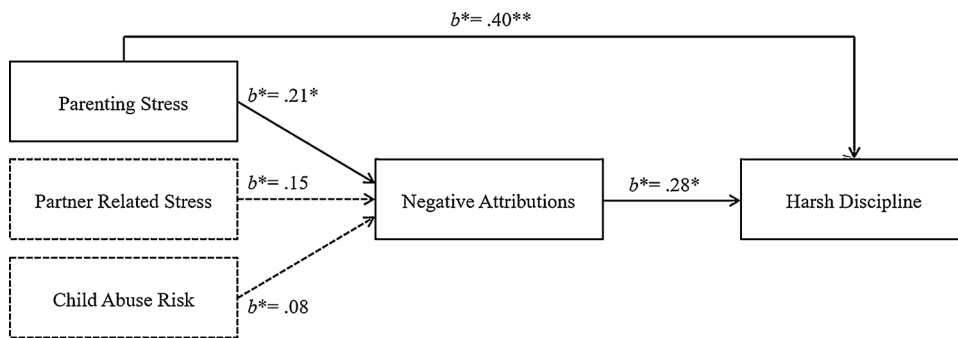 b*= .40**
Parenting Stress
b*= .21*
Partner Related Stress
b*= .15
Negative Attributions
b*= .28*
Harsh Discipline
Child Abuse Risk
b*= .08